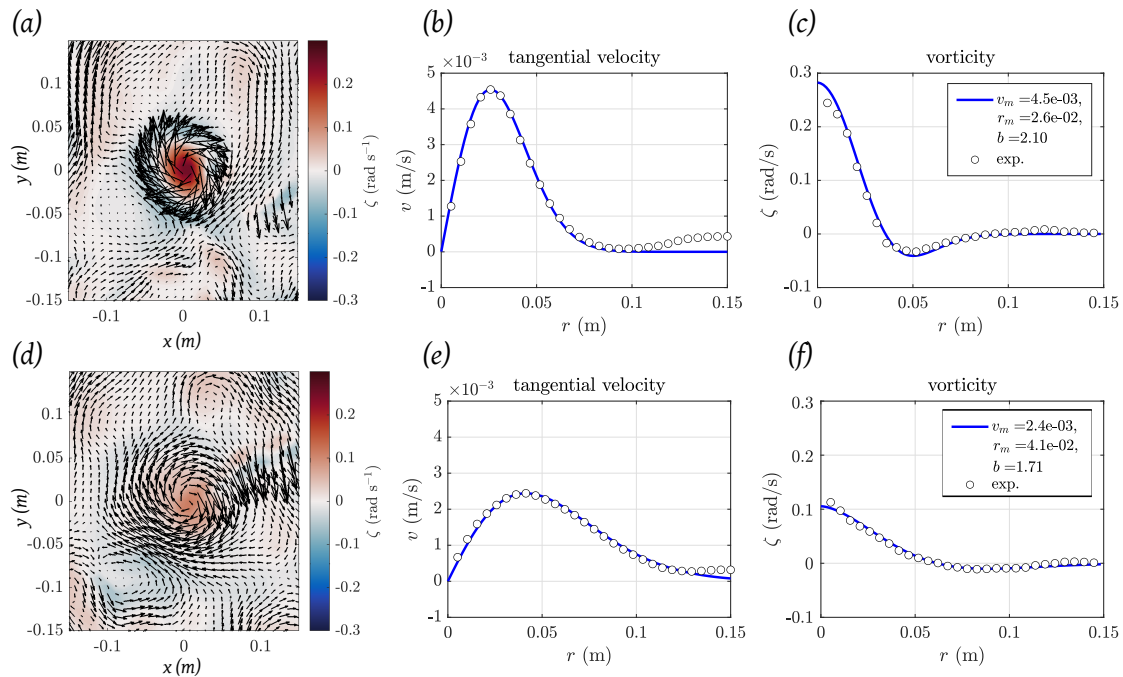 (a)
0.1
0.05
0
-0.05
-0.1
-0.15
y (m)
-0.1
0
0.1
x (m)
0.2
0.1
0
-0.1
-0.2
-0.3
ζ (rad s⁻¹)
(b)
tangential velocity
×10⁻³
5
4
3
2
1
0
-1
v (m/s)
0
0.05
0.1
0.15
r (m)
(c)
vorticity
0.3
0.2
0.1
0
-0.1
ζ (rad/s)
v_m =4.5e-03,
r_m =2.6e-02,
b =2.10
exp.
0
0.05
0.1
0.15
r (m)
(d)
0.1
0.05
0
-0.05
-0.1
-0.15
y (m)
-0.1
0
0.1
x (m)
0.2
0.1
0
-0.1
-0.2
-0.3
ζ (rad s⁻¹)
(e)
tangential velocity
×10⁻³
5
4
3
2
1
0
-1
v (m/s)
0
0.05
0.1
0.15
r (m)
(f)
vorticity
0.3
0.2
0.1
0
-0.1
ζ (rad/s)
v_m =2.4e-03,
r_m =4.1e-02,
b =1.71
exp.
0
0.05
0.1
0.15
r (m)